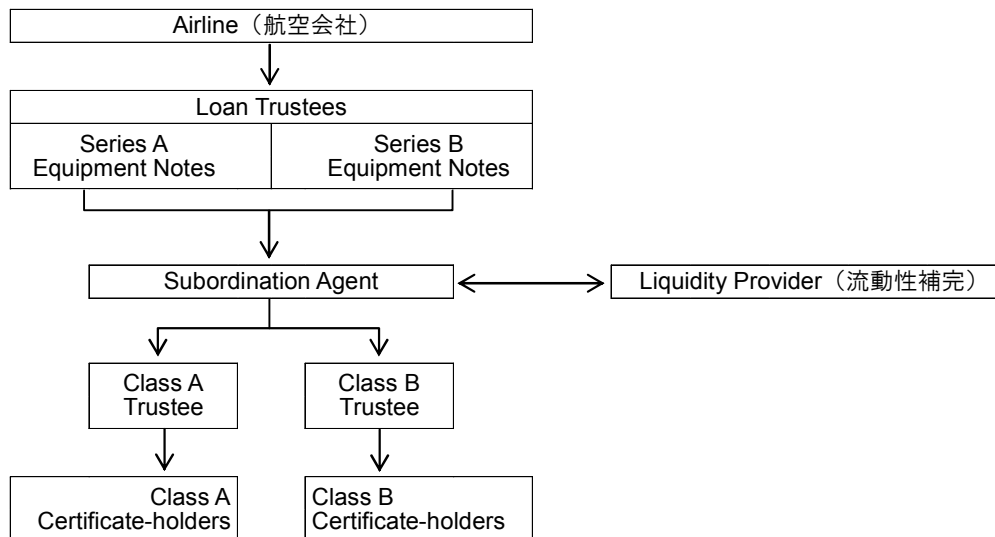 Airline（航空会社）
Loan Trustees
Series A
Equipment Notes
Series B
Equipment Notes
Subordination Agent
Liquidity Provider（流動性補完）
Class A
Trustee
Class B
Trustee
Class A
Certificate-holders
Class B
Certificate-holders